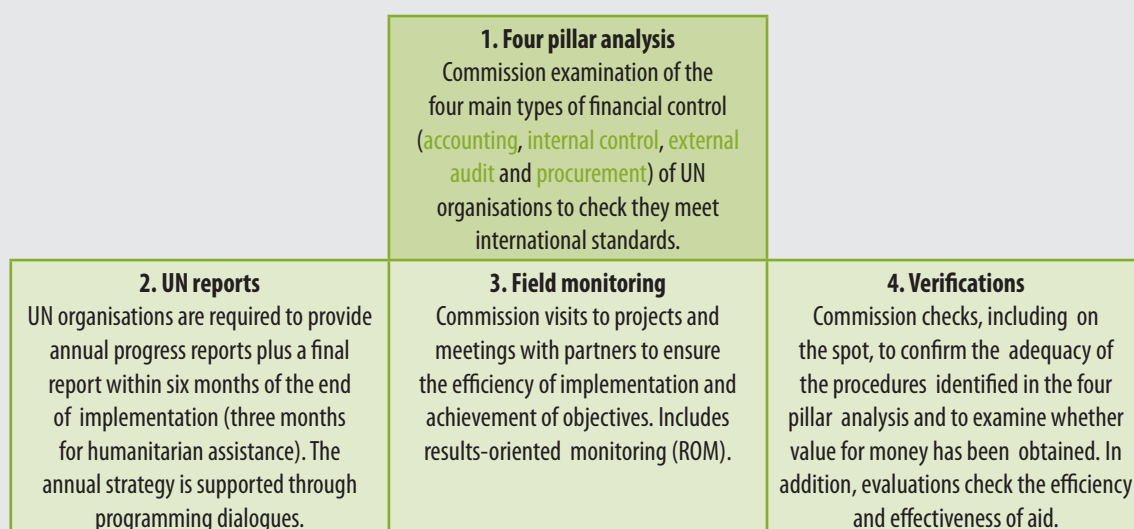 1. Four pillar analysis
Commission examination of the
four main types of financial control
(accounting, internal control, external
audit and procurement) of UN
organisations to check they meet
international standards.
2. UN reports
UN organisations are required to provide
annual progress reports plus a final
report within six months of the end
of implementation (three months
for humanitarian assistance). The
annual strategy is supported through
programming dialogues.
3. Field monitoring
Commission visits to projects and
meetings with partners to ensure
the efficiency of implementation and
achievement of objectives. Includes
results-oriented monitoring (ROM).
4. Verifications
Commission checks, including on
the spot, to confirm the adequacy of
the procedures identified in the four
pillar analysis and to examine whether
value for money has been obtained. In
addition, evaluations check the efficiency
and effectiveness of aid.